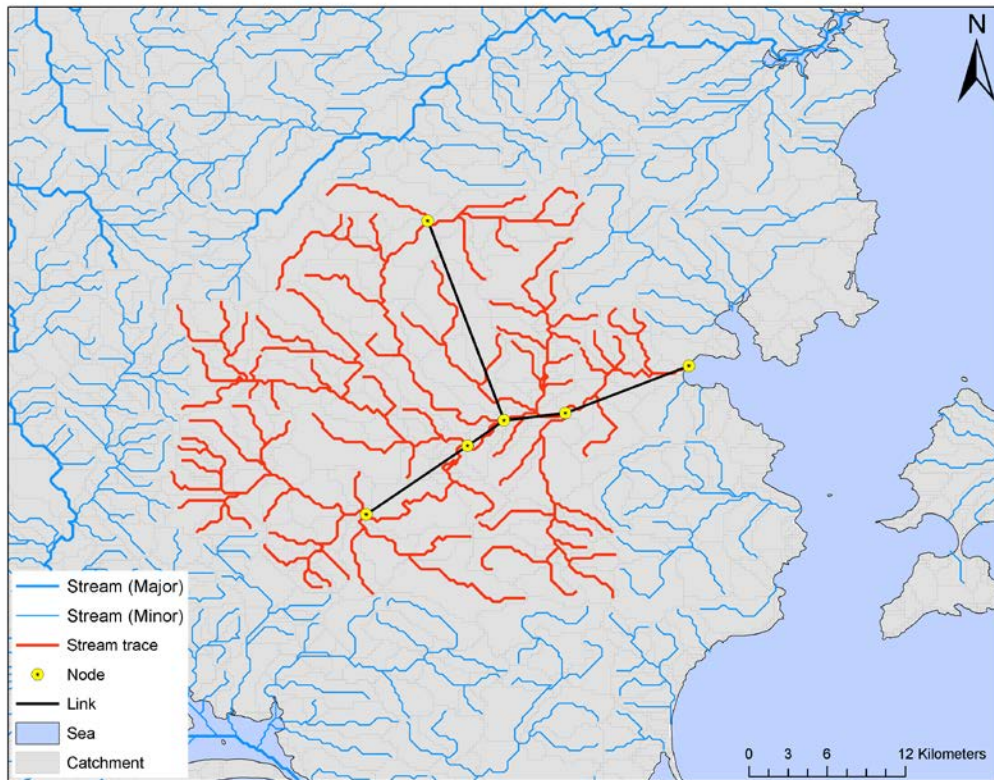 N
Stream (Major)
Stream (Minor)
Stream trace
Node
Link
Sea
Catchment
0 3 6 12 Kilometers